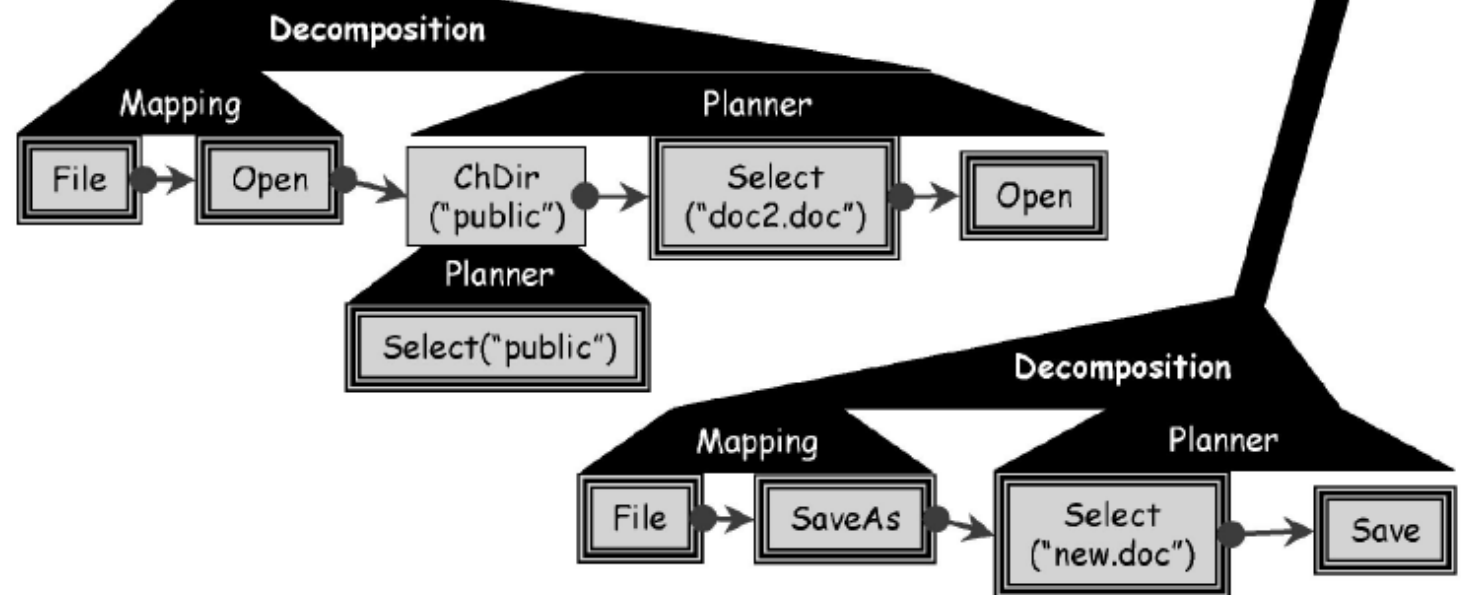 Decomposition
Mapping
Planner
File
Open
ChDir
("public")
Select
("doc2.doc")
Open
Planner
Select("public")
Decomposition
Mapping
Planner
File
SaveAs
Select
("new.doc")
Save